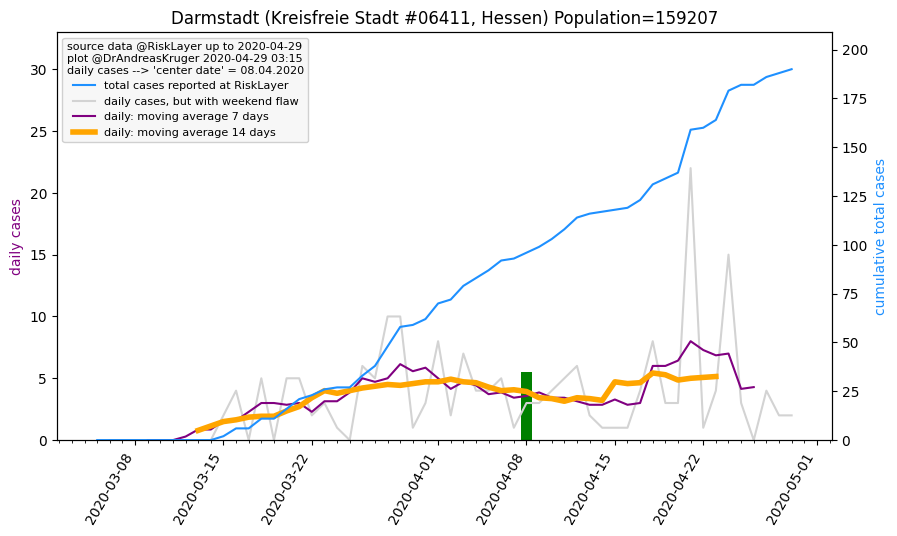 Darmstadt (Kreisfreie Stadt #06411, Hessen) Population=159207
source data @RiskLayer up to 2020-04-29
plot @DrAndreasKruger 2020-04-29 03:15
daily cases --> 'center date' = 08.04.2020
total cases reported at RiskLayer
daily cases, but with weekend flaw
daily: moving average 7 days
daily: moving average 14 days
daily cases
30
25
20
15
10
5
0
200
175
150
125
100
75
50
25
0
cumulative total cases
2020-03-08
2020-03-15
2020-03-22
2020-04-01
2020-04-08
2020-04-15
2020-04-22
2020-05-01